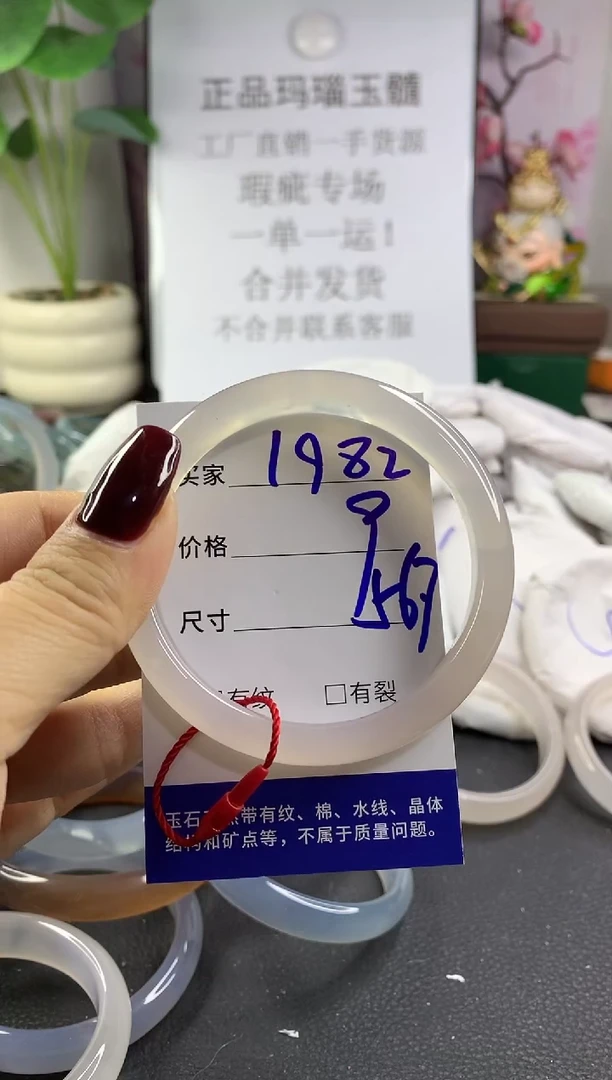 正品玛瑙玉髓
工厂直销一手货源
瑕疵专场
一单一运！
合并发货
不合并联系客服
买家 1982
价格 9
尺寸 569
有纹 □有裂
玉石天然带有纹、棉、水线、晶体
结构和矿点等，不属于质量问题。